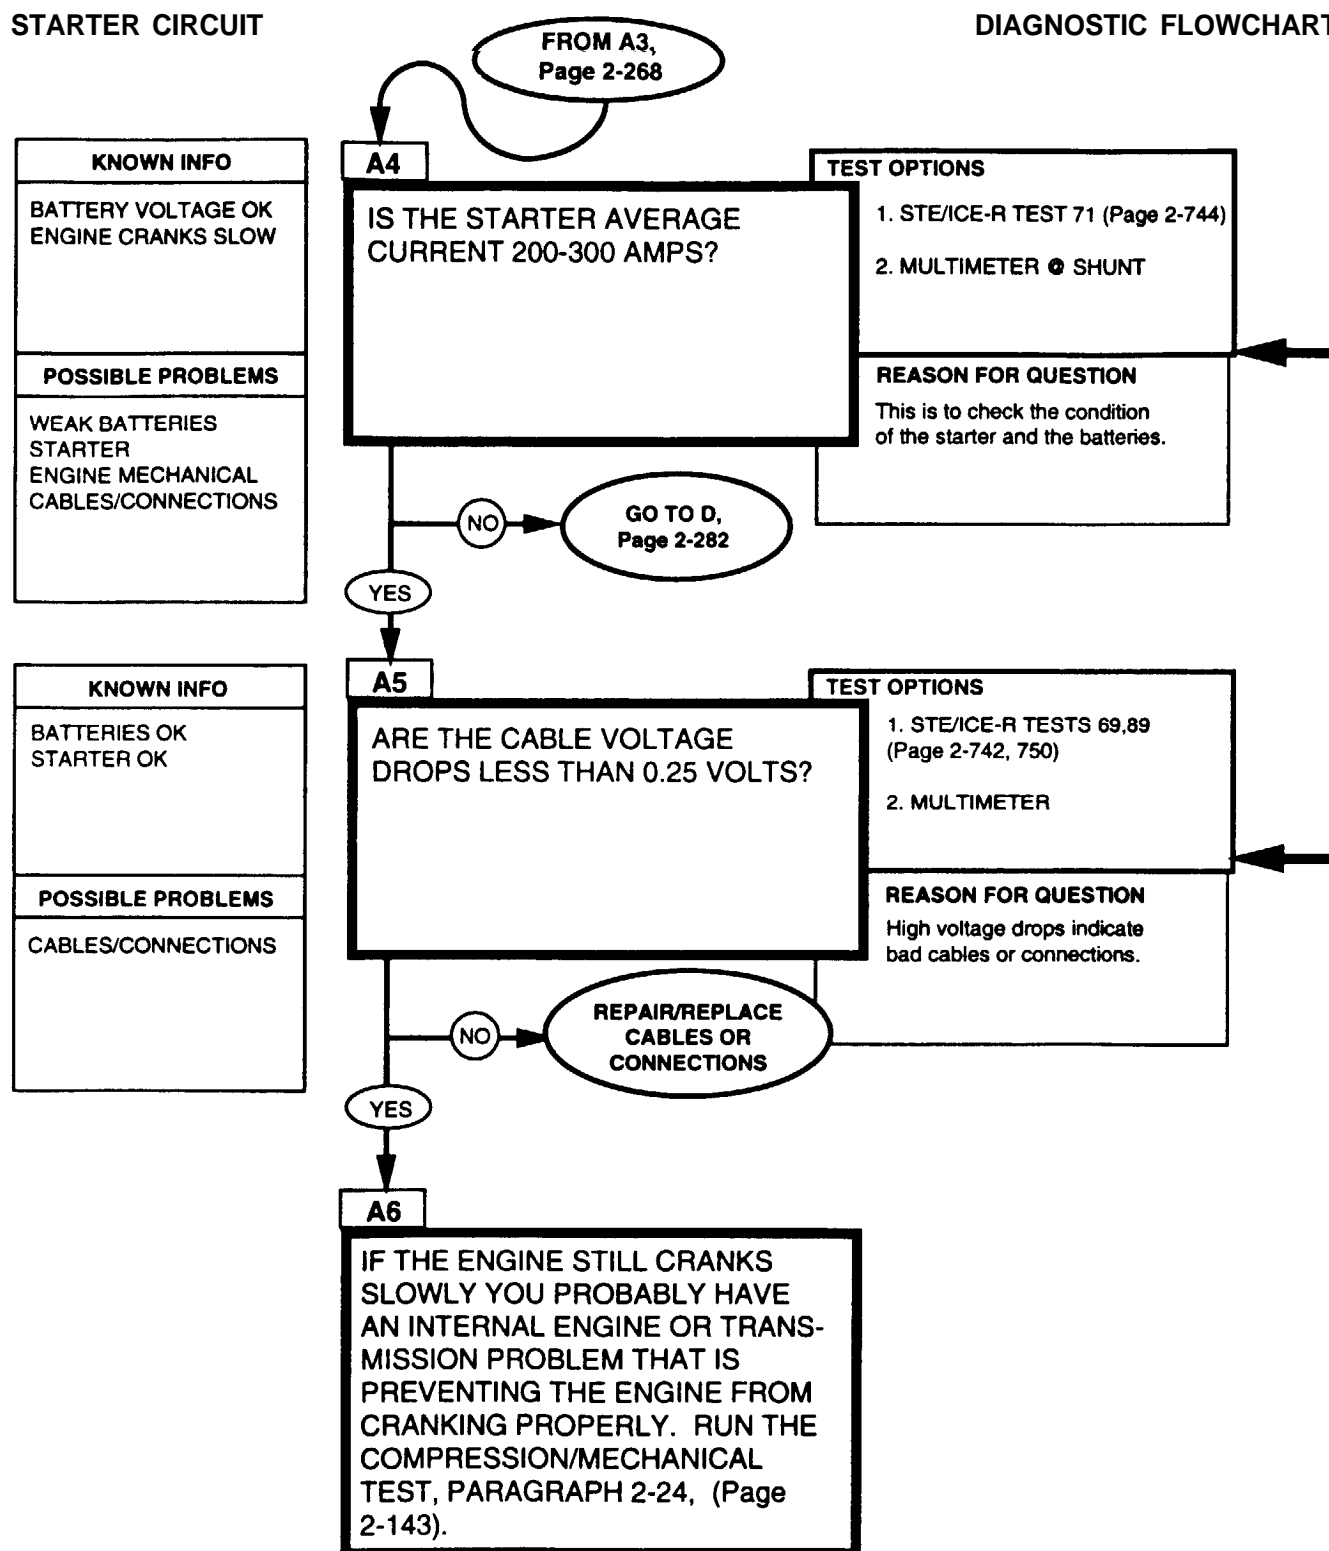 STARTER CIRCUIT
DIAGNOSTIC FLOWCHART
FROM A3,
Page 2-268
KNOWN INFO
BATTERY VOLTAGE OK
ENGINE CRANKS SLOW
POSSIBLE PROBLEMS
WEAK BATTERIES
STARTER
ENGINE MECHANICAL
CABLES/CONNECTIONS
A4
IS THE STARTER AVERAGE
CURRENT 200-300 AMPS?
TEST OPTIONS
1. STE/ICE-R TEST 71 (Page 2-744)
2. MULTIMETER @ SHUNT
REASON FOR QUESTION
This is to check the condition
of the starter and the batteries.
NO
GO TO D,
Page 2-282
YES
KNOWN INFO
BATTERIES OK
STARTER OK
POSSIBLE PROBLEMS
CABLES/CONNECTIONS
A5
ARE THE CABLE VOLTAGE
DROPS LESS THAN 0.25 VOLTS?
TEST OPTIONS
1. STE/ICE-R TESTS 69,89
(Page 2-742, 750)
2. MULTIMETER
REASON FOR QUESTION
High voltage drops indicate
bad cables or connections.
NO
REPAIR/REPLACE
CABLES OR
CONNECTIONS
YES
A6
IF THE ENGINE STILL CRANKS
SLOWLY YOU PROBABLY HAVE
AN INTERNAL ENGINE OR TRANS-
MISSION PROBLEM THAT IS
PREVENTING THE ENGINE FROM
CRANKING PROPERLY. RUN THE
COMPRESSION/MECHANICAL
TEST, PARAGRAPH 2-24, (Page
2-143).